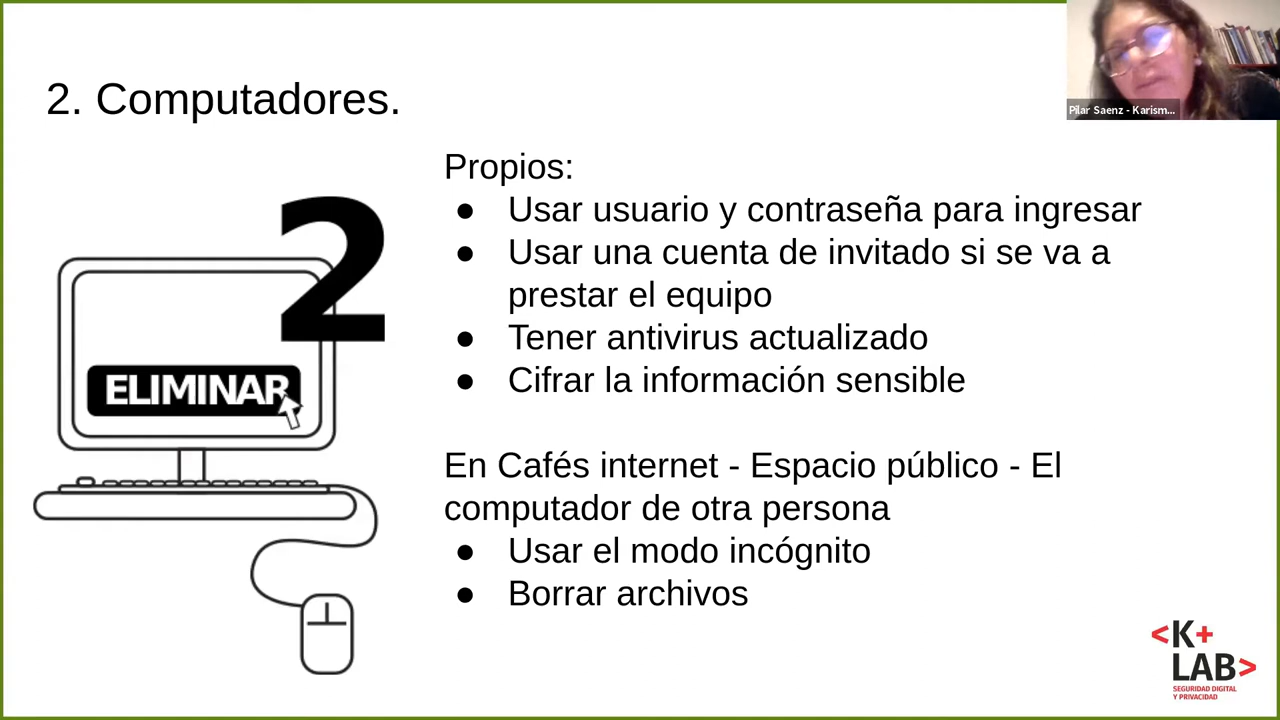 2. Computadores.
Pilar Saenz - Karism...
2
ELIMINAR
Propios:
● Usar usuario y contraseña para ingresar
● Usar una cuenta de invitado si se va a
prestar el equipo
● Tener antivirus actualizado
● Cifrar la información sensible
En Cafés internet - Espacio público - El
computador de otra persona
● Usar el modo incógnito
● Borrar archivos
<K+
LAB>
SEGURIDAD DIGITAL
Y PRIVACIDAD